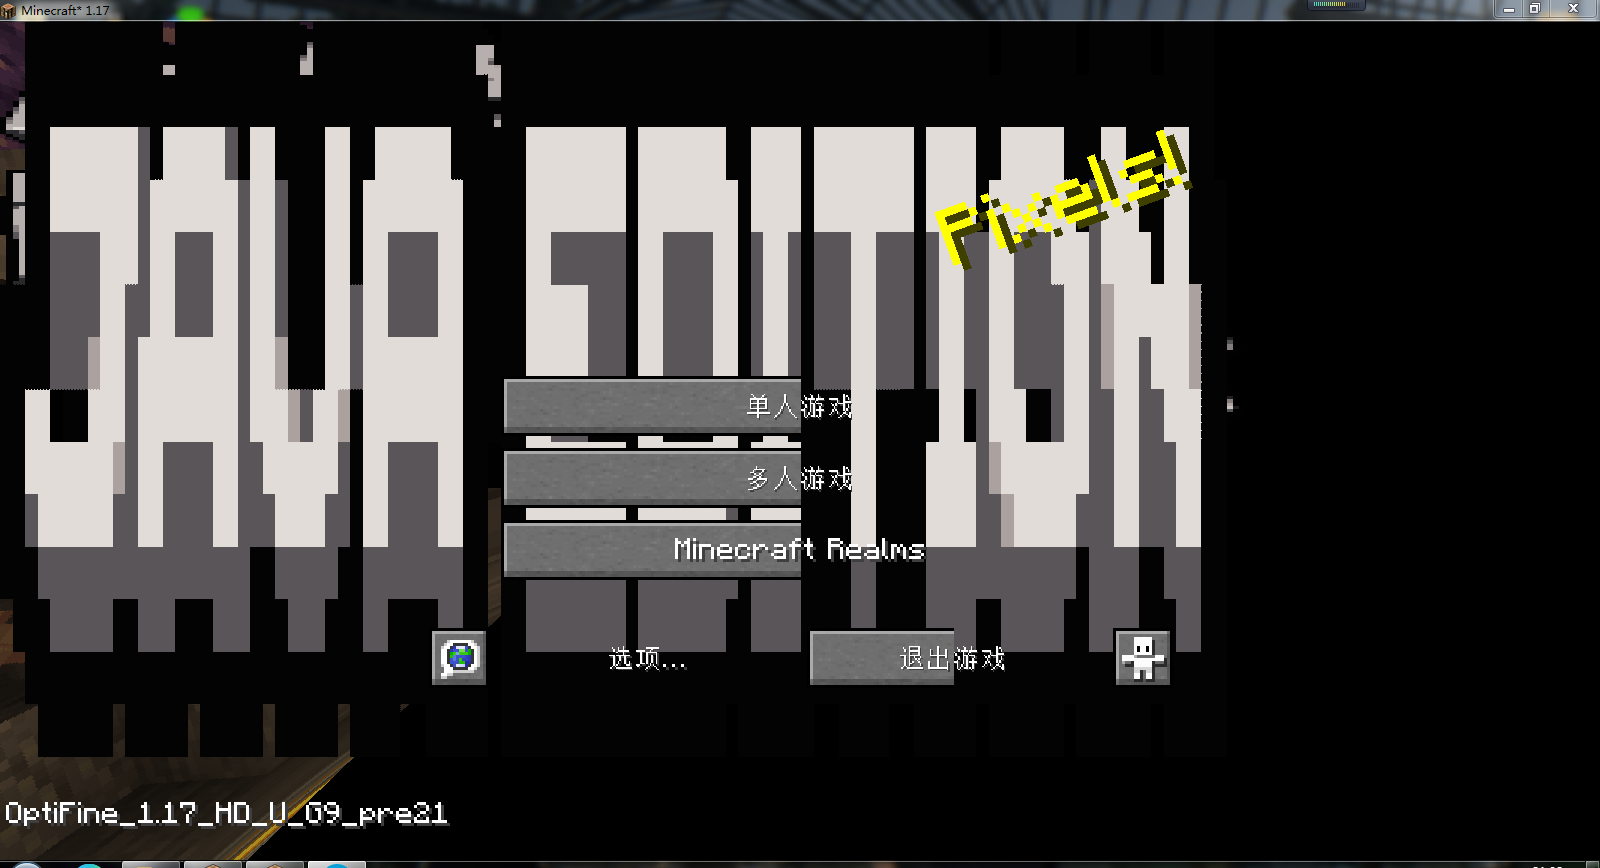 Minecraft* 1.17
JAVA EDITION
Pixels!
单人游戏
多人游戏
Minecraft Realms
选项...
退出游戏
OptiFine_1.17_HD_U_G9_pre21